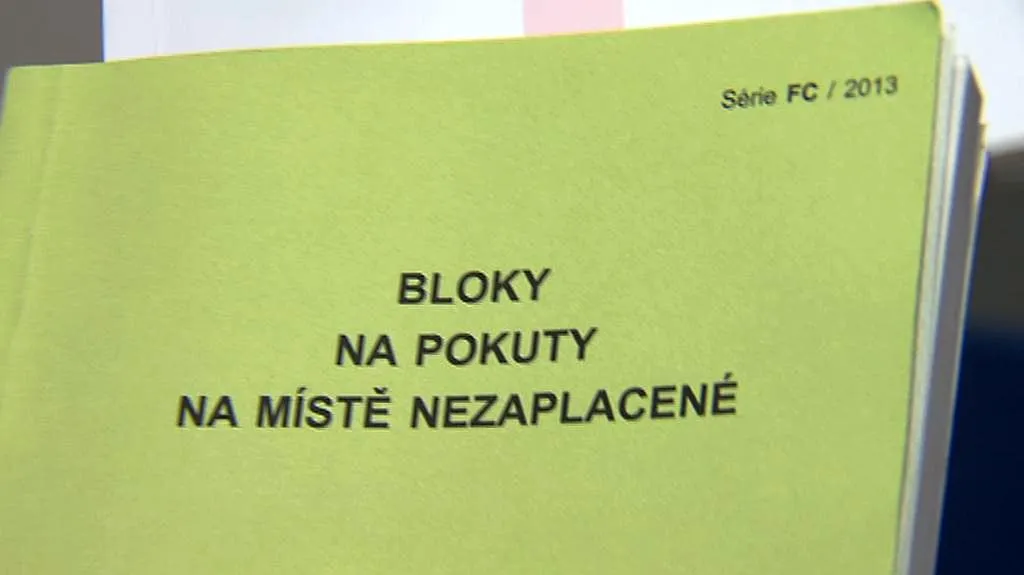 Série FC / 2013
BLOKY
NA POKUTY
NA MÍSTĚ NEZAPLACENÉ